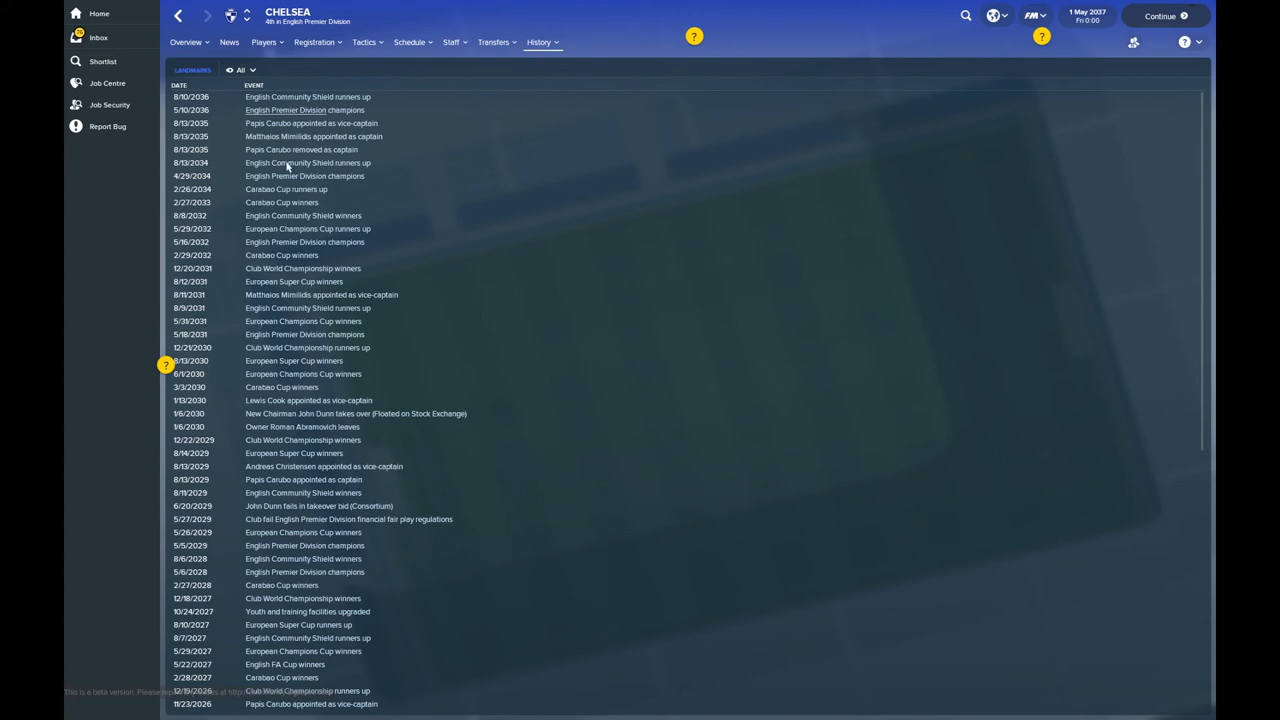 Home
Inbox
Shortlist
Job Centre
Job Security
Report Bug
CHELSEA
4th in English Premier Division
FM
1 May 2037
Fri 0:00
Continue
Overview
News
Players
Registration
Tactics
Schedule
Staff
Transfers
History
?
?
?
LANDMARKS
All
DATE EVENT
8/10/2036 English Community Shield runners up
5/10/2036 English Premier Division champions
8/13/2035 Papis Carubo appointed as vice-captain
8/13/2035 Matthaios Mimilidis appointed as captain
8/13/2035 Papis Carubo removed as captain
8/13/2034 English Community Shield runners up
4/29/2034 English Premier Division champions
2/26/2034 Carabao Cup runners up
2/27/2033 Carabao Cup winners
8/8/2032 English Community Shield winners
5/29/2032 European Champions Cup runners up
5/16/2032 English Premier Division champions
2/29/2032 Carabao Cup winners
12/20/2031 Club World Championship winners
8/12/2031 European Super Cup winners
8/11/2031 Matthaios Mimilidis appointed as vice-captain
8/9/2031 English Community Shield runners up
5/31/2031 European Champions Cup winners
5/18/2031 English Premier Division champions
12/21/2030 Club World Championship runners up
? 8/13/2030 European Super Cup winners
6/1/2030 European Champions Cup winners
3/3/2030 Carabao Cup winners
1/13/2030 Lewis Cook appointed as vice-captain
1/6/2030 New Chairman John Dunn takes over (Floated on Stock Exchange)
1/6/2030 Owner Roman Abramovich leaves
12/22/2029 Club World Championship winners
8/14/2029 European Super Cup winners
8/13/2029 Andreas Christensen appointed as vice-captain
8/13/2029 Papis Carubo appointed as captain
8/11/2029 English Community Shield winners
6/20/2029 John Dunn fails in takeover bid (Consortium)
5/27/2029 Club fail English Premier Division financial fair play regulations
5/26/2029 European Champions Cup winners
5/5/2029 English Premier Division champions
8/6/2028 English Community Shield winners
5/6/2028 English Premier Division champions
2/27/2028 Carabao Cup winners
12/18/2027 Club World Championship winners
10/24/2027 Youth and training facilities upgraded
8/10/2027 European Super Cup runners up
8/7/2027 English Community Shield runners up
5/29/2027 European Champions Cup winners
5/22/2027 English FA Cup winners
2/28/2027 Carabao Cup winners
12/19/2026 Club World Championship runners up
11/23/2026 Papis Carubo appointed as vice-captain
This is a beta version. Please